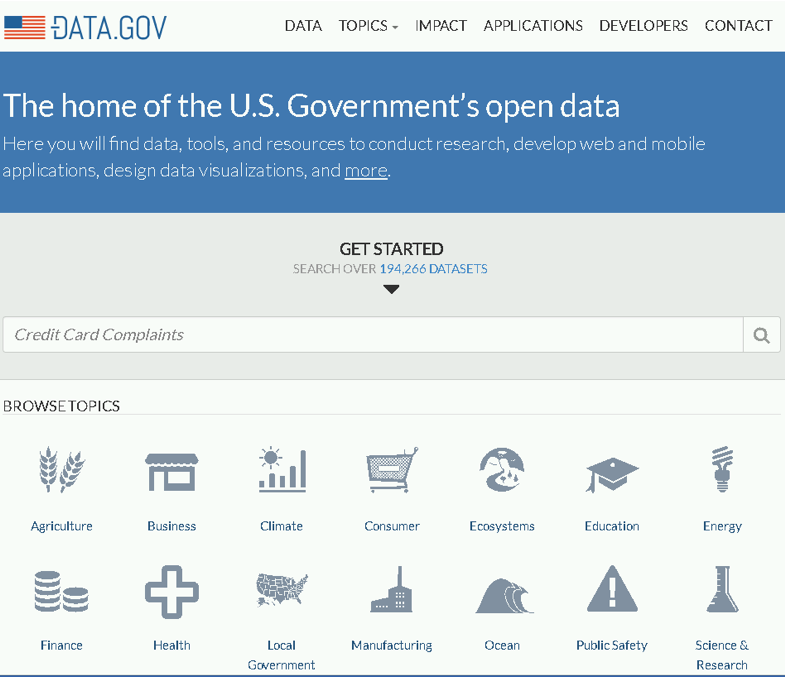 DATA.GOV
DATA TOPICS IMPACT APPLICATIONS DEVELOPERS CONTACT
The home of the U.S. Government's open data
Here you will find data, tools, and resources to conduct research, develop web and mobile
applications, design data visualizations, and more.
GET STARTED
SEARCH OVER 194,266 DATASETS
Credit Card Complaints
BROWSE TOPICS
Agriculture Business Climate Consumer Ecosystems Education Energy
Finance Health Local Government Manufacturing Ocean Public Safety Science & Research